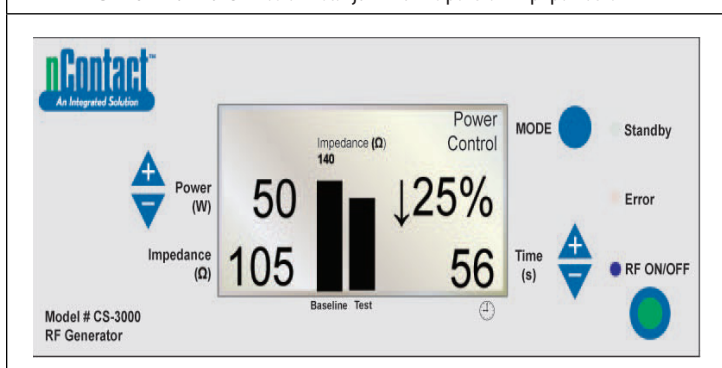 nContact™
An Integrated Solution
Power
Control
MODE
Standby
Impedance (Ω)
140
Power
(W)
50
↓25%
Error
Impedance
(Ω)
105
56
Time
(s)
RF ON/OFF
Baseline Test
Model # CS-3000
RF Generator